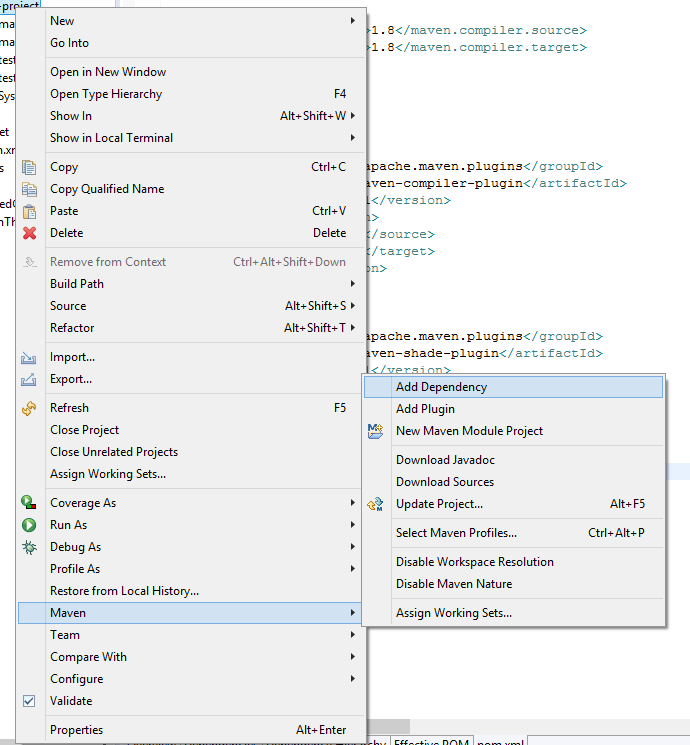 -project
New
Go Into
Open in New Window
Open Type Hierarchy F4
Show In Alt+Shift+W
Show in Local Terminal
Copy Ctrl+C
Copy Qualified Name
Paste Ctrl+V
Delete Delete
Remove from Context Ctrl+Alt+Shift+Down
Build Path
Source Alt+Shift+S
Refactor Alt+Shift+T
Import...
Export...
Refresh F5
Close Project
Close Unrelated Projects
Assign Working Sets...
Coverage As
Run As
Debug As
Profile As
Restore from Local History...
Maven
Team
Compare With
Configure
Validate
Properties Alt+Enter
>1.8</maven.compiler.source>
>1.8</maven.compiler.target>
apache.maven.plugins</groupId>
aven-compiler-plugin</artifactId>
</version>
n>
</source>
</target>
on>
apache.maven.plugins</groupId>
aven-shade-plugin</artifactId>
</version>
Add Dependency
Add Plugin
New Maven Module Project
Download Javadoc
Download Sources
Update Project... Alt+F5
Select Maven Profiles... Ctrl+Alt+P
Disable Workspace Resolution
Disable Maven Nature
Assign Working Sets...
Effective POM
pom.xml